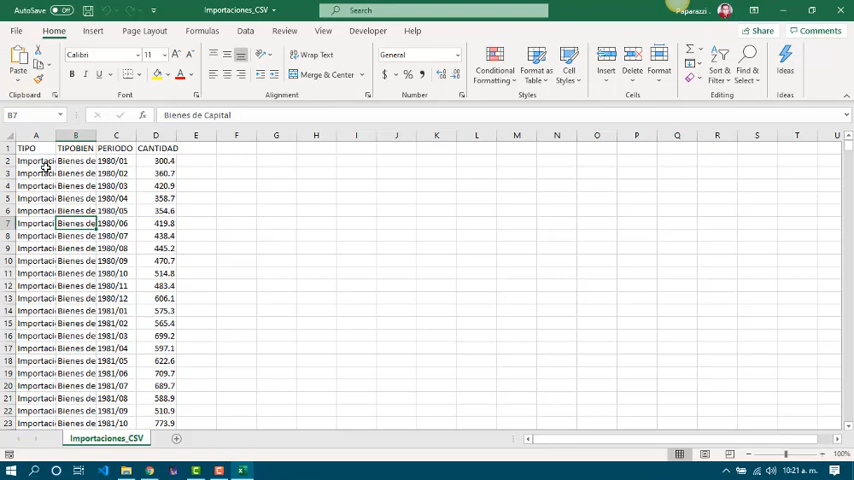 AutoSave Off Importaciones_CSV Search Paparazzi .
File Home Insert Page Layout Formulas Data Review View Developer Help Share Comments
Paste Calibri 11 A A Wrap Text General Conditional Formatting Format as Table Cell Styles Insert Delete Format Sort & Filter Find & Select Ideas
B I U A Merge & Center $ % 9
Clipboard Font Alignment Number Styles Cells Editing Ideas
B7 fx Bienes de Capital
A B C D E F G H I J K L M N O P Q R S T U
1 TIPO TIPOBIEN PERIODO CANTIDAD
2 Importaci Bienes de 1980/01 300.4
3 Importaci Bienes de 1980/02 360.7
4 Importaci Bienes de 1980/03 420.9
5 Importaci Bienes de 1980/04 358.7
6 Importaci Bienes de 1980/05 354.6
7 Importaci Bienes de 1980/06 419.8
8 Importaci Bienes de 1980/07 438.4
9 Importaci Bienes de 1980/08 445.2
10 Importaci Bienes de 1980/09 470.7
11 Importaci Bienes de 1980/10 514.8
12 Importaci Bienes de 1980/11 483.4
13 Importaci Bienes de 1980/12 606.1
14 Importaci Bienes de 1981/01 575.3
15 Importaci Bienes de 1981/02 565.4
16 Importaci Bienes de 1981/03 699.2
17 Importaci Bienes de 1981/04 597.1
18 Importaci Bienes de 1981/05 622.6
19 Importaci Bienes de 1981/06 709.7
20 Importaci Bienes de 1981/07 689.7
21 Importaci Bienes de 1981/08 588.9
22 Importaci Bienes de 1981/09 510.9
23 Importaci Bienes de 1981/10 773.9
Importaciones_CSV
100%
10:21 a. m.